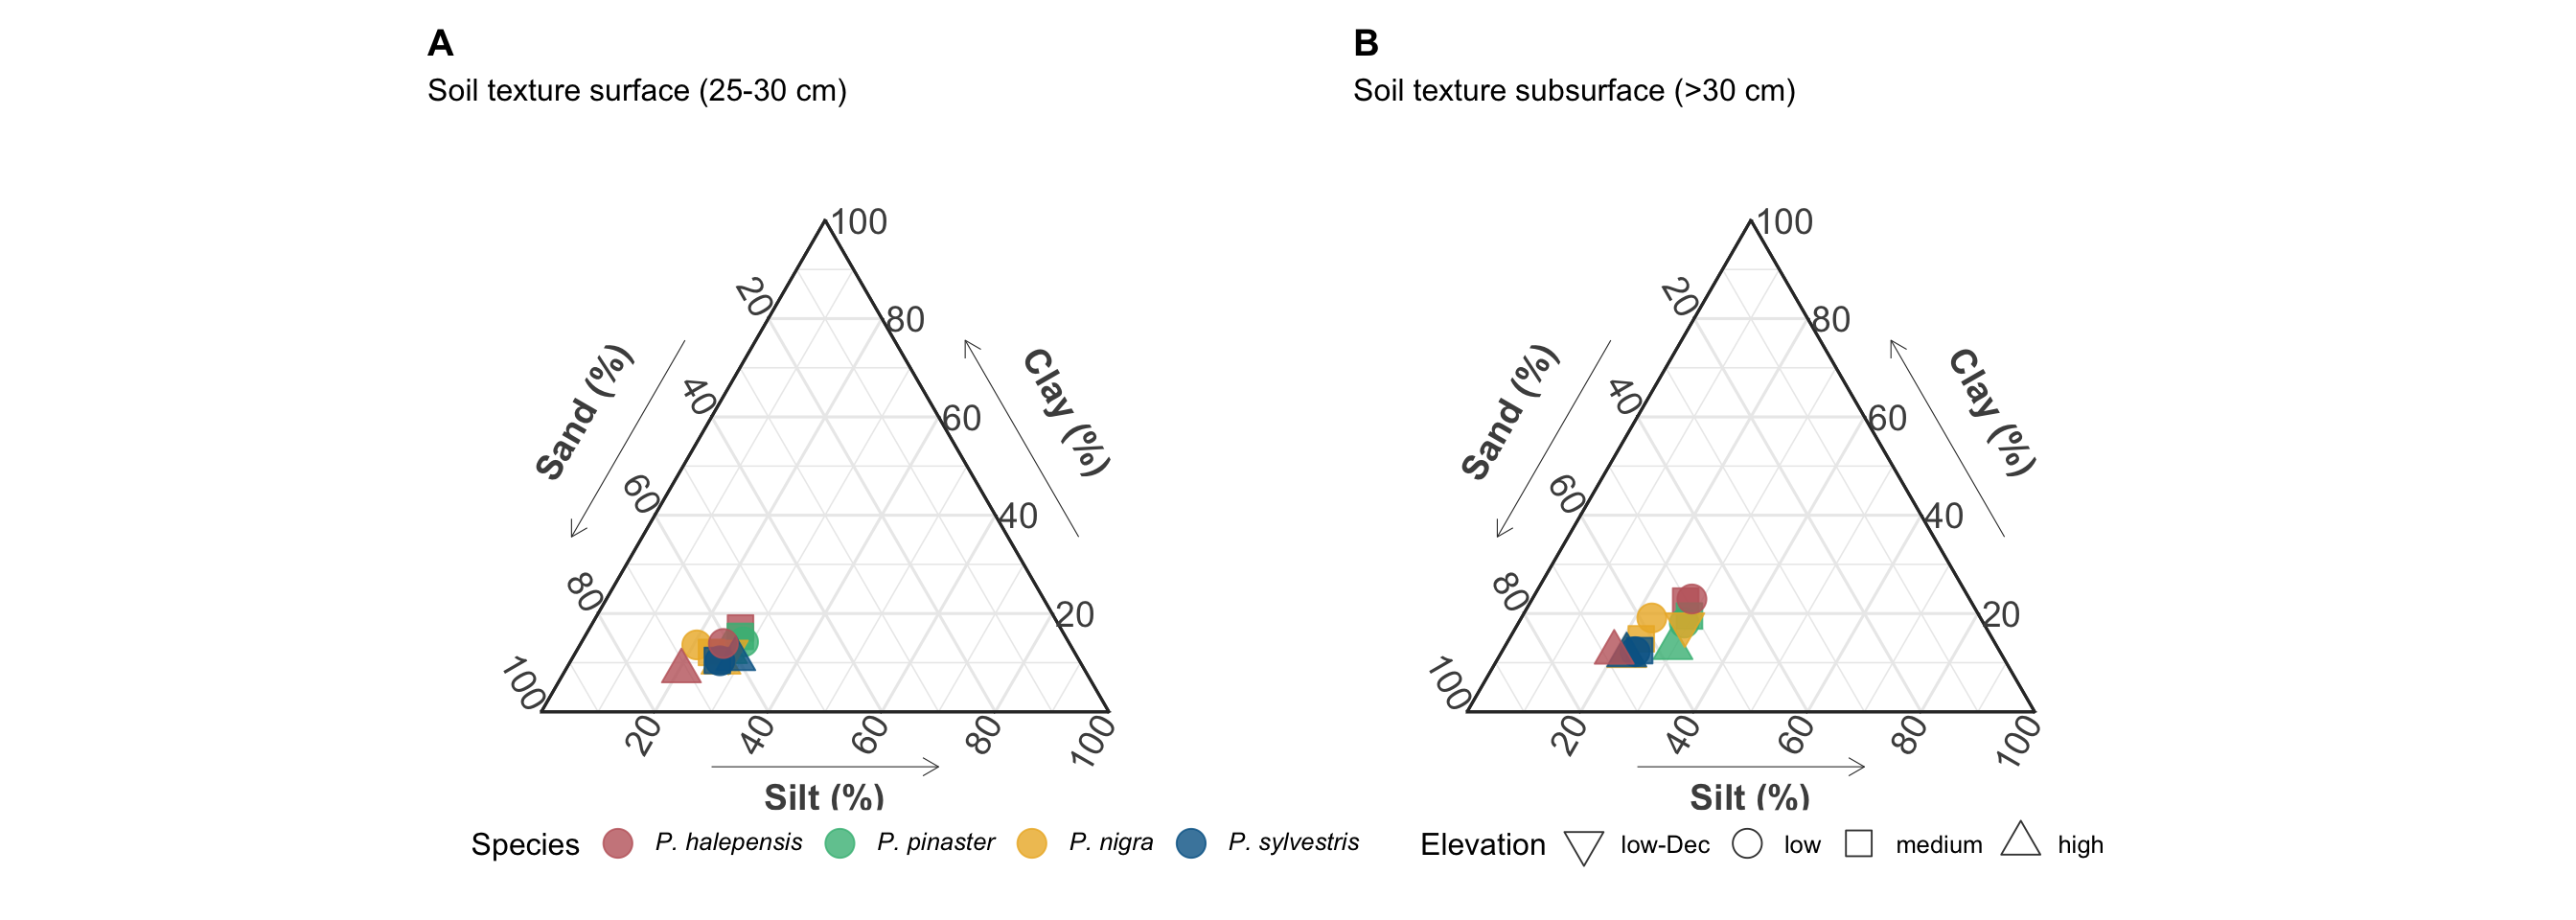 A
Soil texture surface (25-30 cm)
100
20
80
40
60
60
40
80
20
100
20
40
60
80
100
Sand (%)
Clay (%)
Silt (%)
B
Soil texture subsurface (>30 cm)
100
20
80
40
60
60
40
80
20
100
20
40
60
80
100
Sand (%)
Clay (%)
Silt (%)
Species P. halepensis P. pinaster P. nigra P. sylvestris
Elevation low-Dec low medium high